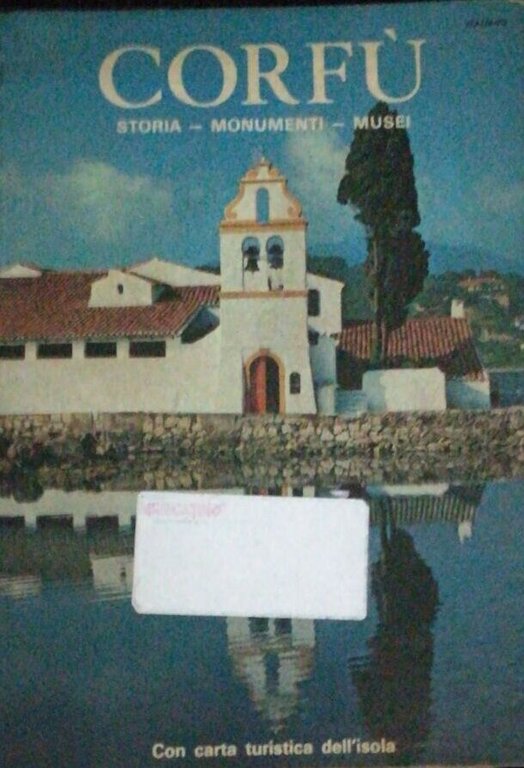 CORFÙ
STORIA – MONUMENTI – MUSEI
Con carta turistica dell'isola